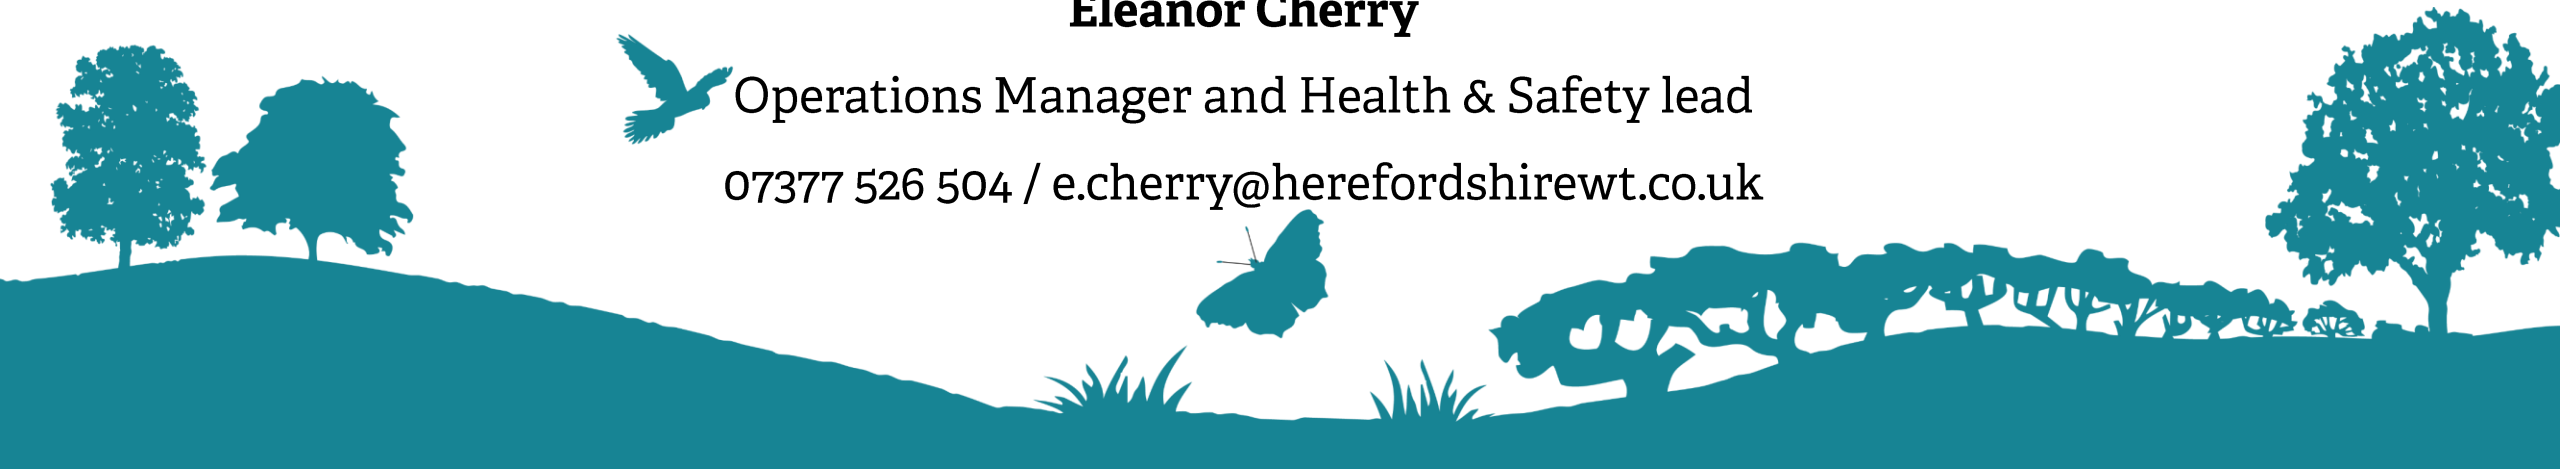 Eleanor Cherry
Operations Manager and Health & Safety lead
07377 526 504 / e.cherry@herefordshirewt.co.uk